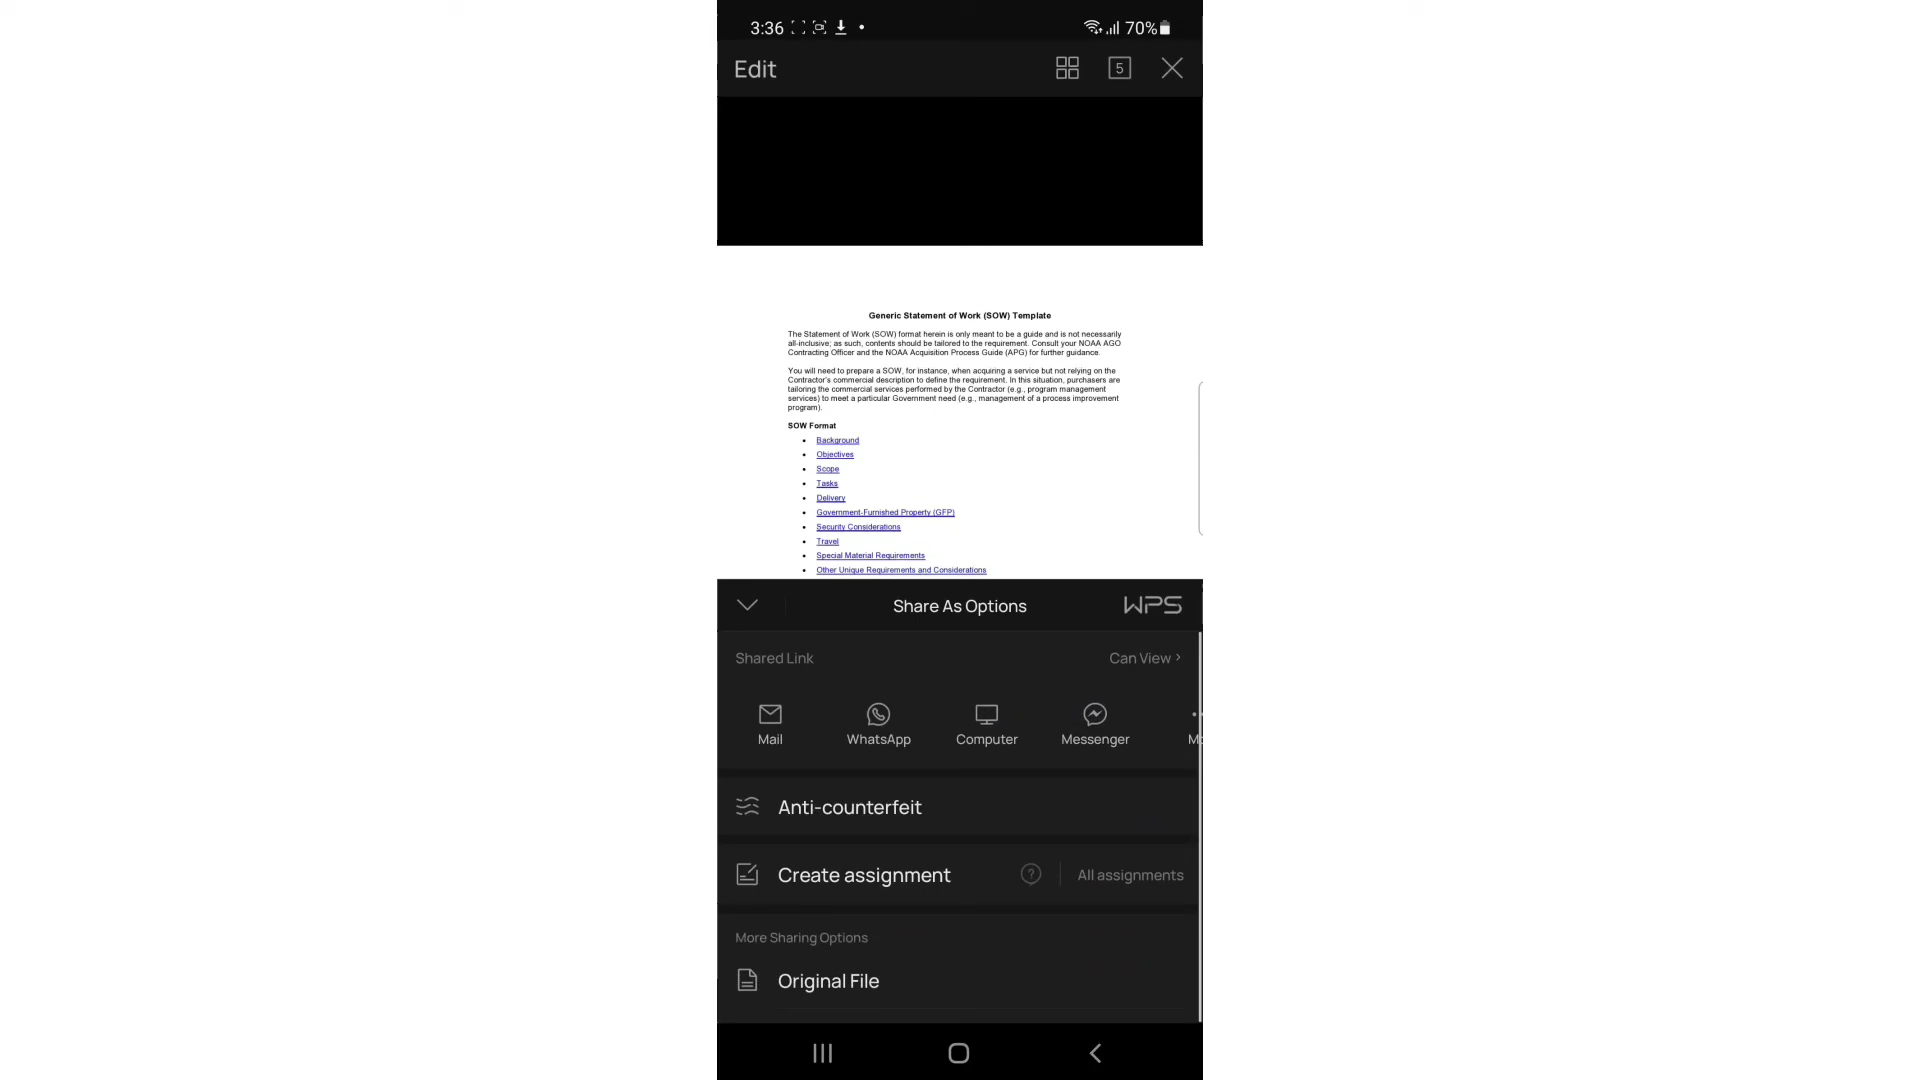 3:36 70%
Edit 5
Generic Statement of Work (SOW) Template
The Statement of Work (SOW) format herein is only meant to be a guide and is not necessarily
all-inclusive; as such, contents should be tailored to the requirement. Consult your NOAA AGO
Contracting Officer and the NOAA Acquisition Process Guide (APG) for further guidance.
You will need to prepare a SOW, for instance, when acquiring a service but not relying on the
Contractor's commercial description to define the requirement. In this situation, purchasers are
tailoring the commercial services performed by the Contractor (e.g., program management
services) to meet a particular Government need (e.g., management of a process improvement
program).
SOW Format
• Background
• Objectives
• Scope
• Tasks
• Delivery
• Government-Furnished Property (GFP)
• Security Considerations
• Travel
• Special Material Requirements
• Other Unique Requirements and Considerations
Share As Options WPS
Shared Link Can View >
Mail WhatsApp Computer Messenger
Anti-counterfeit
Create assignment ? All assignments
More Sharing Options
Original File